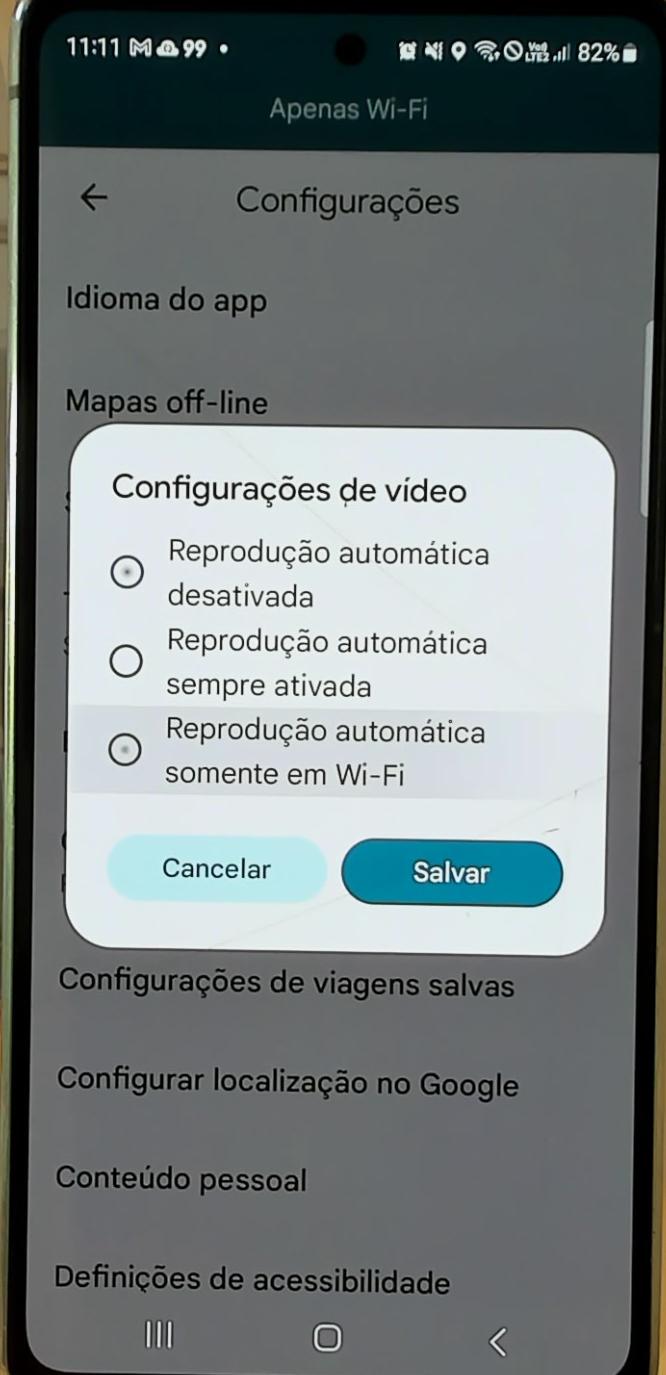 11:11 M 99 •
Vo) LTE2 82%
Apenas Wi-Fi
Configurações
Idioma do app
Mapas off-line
Configurações de vídeo
Reprodução automática
desativada
Reprodução automática
sempre ativada
Reprodução automática
somente em Wi-Fi
Cancelar Salvar
Configurações de viagens salvas
Configurar localização no Google
Conteúdo pessoal
Definições de acessibilidade